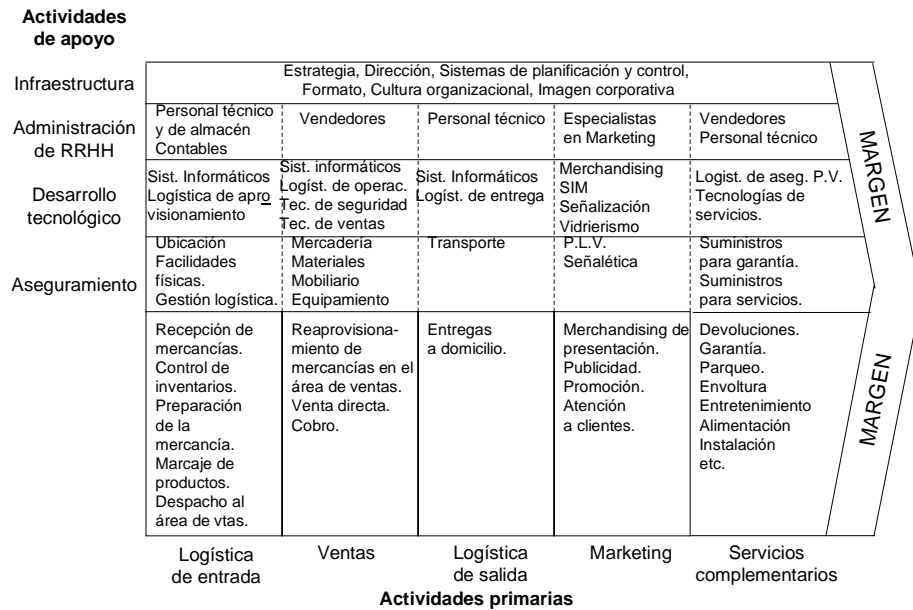 Actividades
de apoyo
Infraestructura
Estrategia, Dirección, Sistemas de planificación y control,
Formato, Cultura organizacional, Imagen corporativa
Administración
de RRHH
Personal técnico
y de almacén
Contables
Vendedores
Personal técnico
Especialistas
en Marketing
Vendedores
Personal técnico
Desarrollo
tecnológico
Sist. Informáticos
Logística de apro
visionamiento
Sist. informáticos
Logíst. de operac.
Tec. de seguridad
Tec. de ventas
Sist. Informáticos
Logíst. de entrega
Merchandising
SIM
Señalización
Vidrierismo
Logist. de aseg. P.V.
Tecnologías de
servicios.
Aseguramiento
Ubicación
Facilidades
físicas.
Gestión logística.
Mercadería
Materiales
Mobiliario
Equipamiento
Transporte
P.L.V.
Señalética
Suministros
para garantía.
Suministros
para servicios.
MARGEN
Recepción de
mercancías.
Control de
inventarios.
Preparación
de la
mercancía.
Marcaje de
productos.
Despacho al
área de vtas.
Reaprovisiona-
miento de
mercancías en el
área de ventas.
Venta directa.
Cobro.
Entregas
a domicilio.
Merchandising de
presentación.
Publicidad.
Promoción.
Atención
a clientes.
Devoluciones.
Garantía.
Parqueo.
Envoltura
Entretenimiento
Alimentación
Instalación
etc.
MARGEN
Logística
de entrada
Ventas
Logística
de salida
Marketing
Servicios
complementarios
Actividades primarias